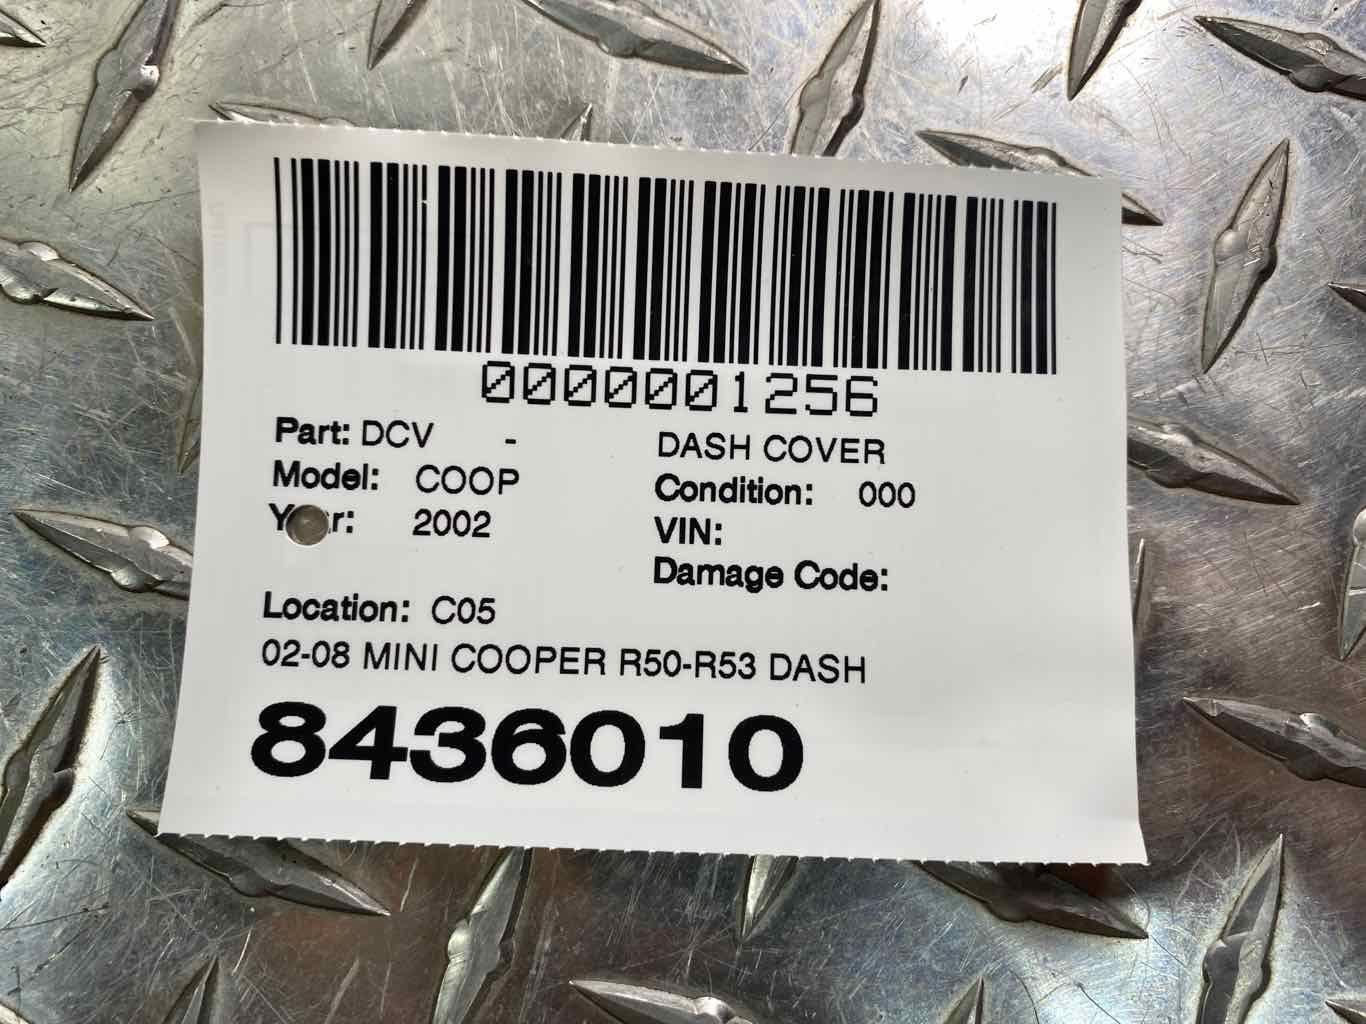 0000001256
Part: DCV - DASH COVER
Model: COOP Condition: 000
Year: 2002 VIN:
Damage Code:
Location: C05
02-08 MINI COOPER R50-R53 DASH
8436010